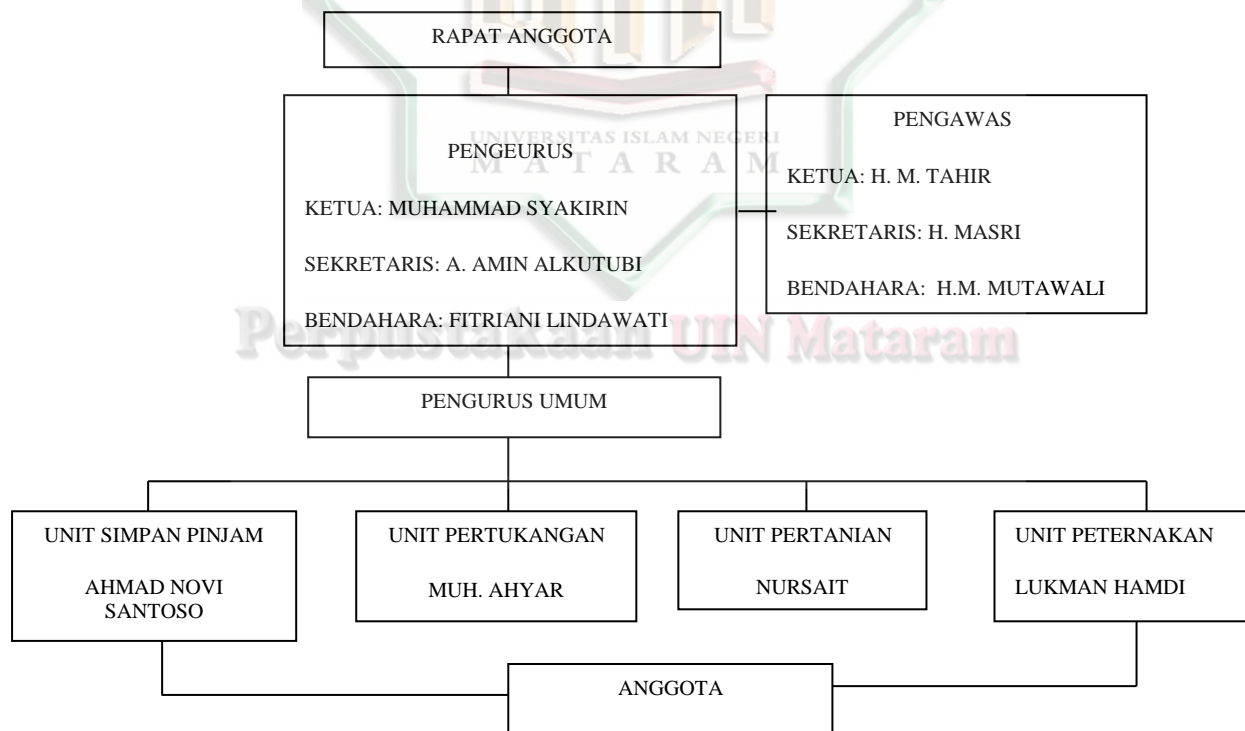 RAPAT ANGGOTA
UNIVERSITAS ISLAM NEGERI
MATARAM
PENGEURUS
KETUA: MUHAMMAD SYAKIRIN
SEKRETARIS: A. AMIN ALKUTUBI
BENDAHARA: FITRIANI LINDAWATI
PENGAWAS
KETUA: H. M. TAHIR
SEKRETARIS: H. MASRI
BENDAHARA: H.M. MUTAWALI
Perpustakaan UIN Mataram
PENGURUS UMUM
UNIT SIMPAN PINJAM
AHMAD NOVI
SANTOSO
UNIT PERTUKANGAN
MUH. AHYAR
UNIT PERTANIAN
NURSAIT
UNIT PETERNAKAN
LUKMAN HAMDI
ANGGOTA